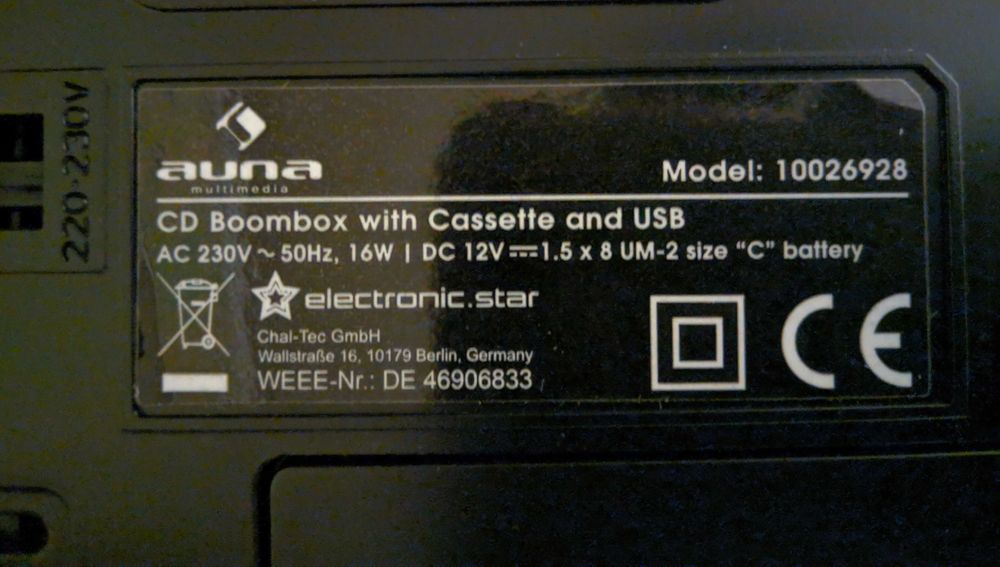 220-230V
auna
multimedia
Model: 10026928
CD Boombox with Cassette and USB
AC 230V ~ 50Hz, 16W | DC 12V⎓1.5 x 8 UM-2 size “C” battery
electronic.star
Chal-Tec GmbH
Wallstraße 16, 10179 Berlin, Germany
WEEE-Nr.: DE 46906833
CE